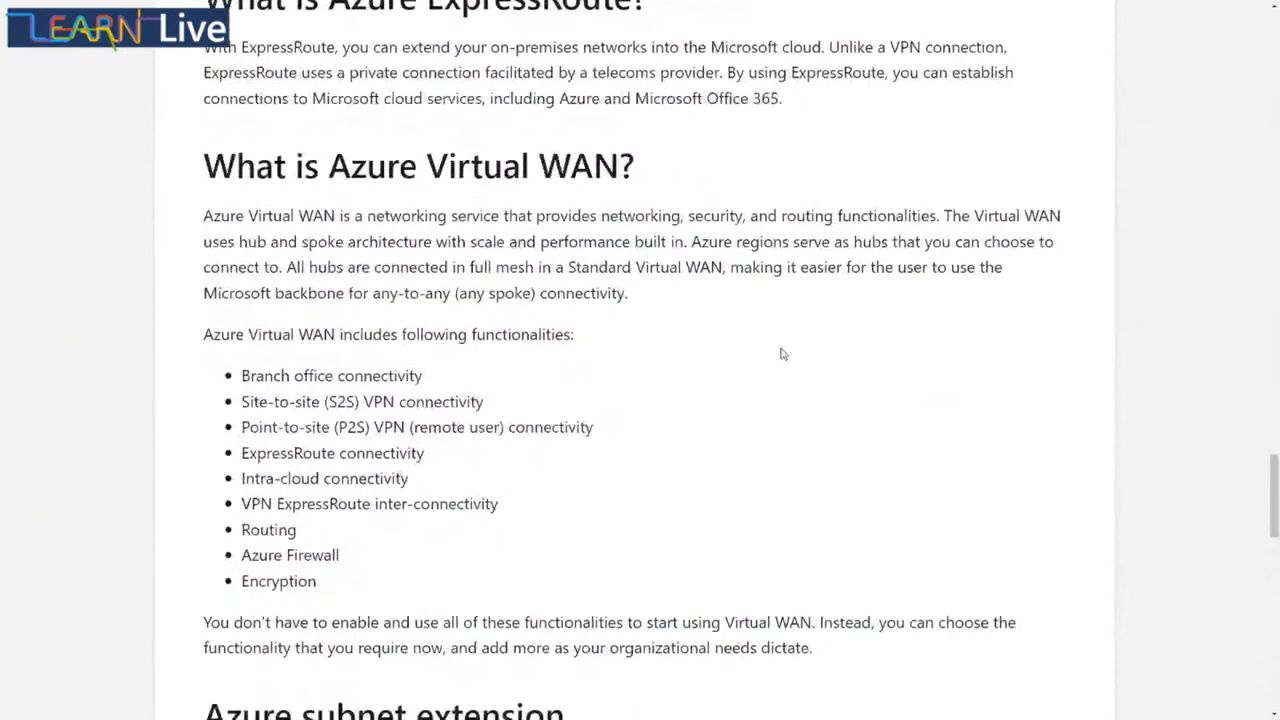 What is Azure ExpressRoute?
LEARN Live
With ExpressRoute, you can extend your on-premises networks into the Microsoft cloud. Unlike a VPN connection,
ExpressRoute uses a private connection facilitated by a telecoms provider. By using ExpressRoute, you can establish
connections to Microsoft cloud services, including Azure and Microsoft Office 365.
What is Azure Virtual WAN?
Azure Virtual WAN is a networking service that provides networking, security, and routing functionalities. The Virtual WAN
uses hub and spoke architecture with scale and performance built in. Azure regions serve as hubs that you can choose to
connect to. All hubs are connected in full mesh in a Standard Virtual WAN, making it easier for the user to use the
Microsoft backbone for any-to-any (any spoke) connectivity.
Azure Virtual WAN includes following functionalities:
• Branch office connectivity
• Site-to-site (S2S) VPN connectivity
• Point-to-site (P2S) VPN (remote user) connectivity
• ExpressRoute connectivity
• Intra-cloud connectivity
• VPN ExpressRoute inter-connectivity
• Routing
• Azure Firewall
• Encryption
You don't have to enable and use all of these functionalities to start using Virtual WAN. Instead, you can choose the
functionality that you require now, and add more as your organizational needs dictate.
Azure subnet extension